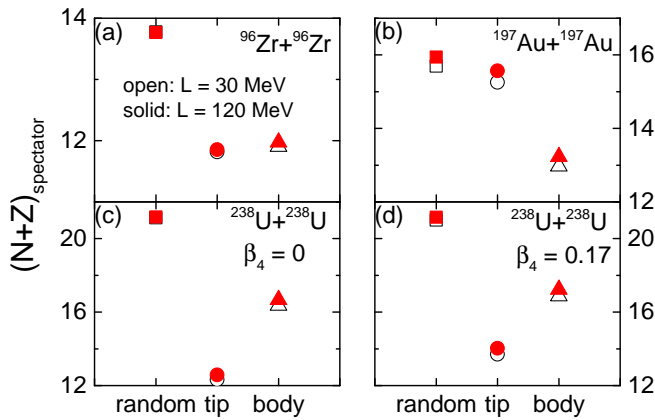 (N+Z)spectator
(a)
⁹⁶Zr+⁹⁶Zr
open: L = 30 MeV
solid: L = 120 MeV
14
12
(b)
¹⁹⁷Au+¹⁹⁷Au
16
14
12
(c)
²³⁸U+²³⁸U
β₄ = 0
20
16
12
random tip body
(d)
²³⁸U+²³⁸U
β₄ = 0.17
20
16
12
random tip body